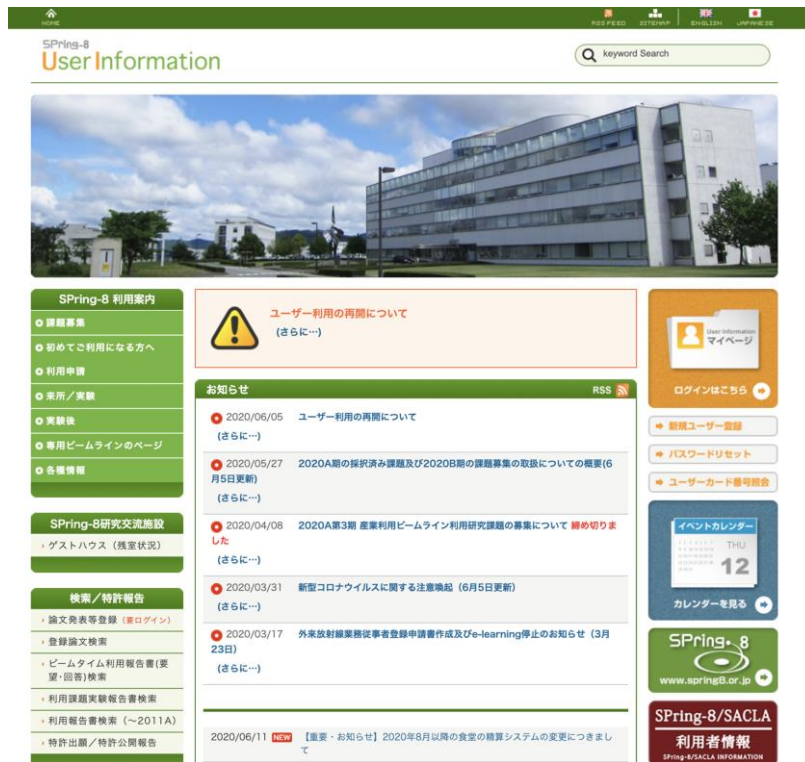 HOME
RSS FEED
SITEMAP
ENGLISH
JAPANESE
SPring-8
User Information
keyword Search
SPring-8 利用案内
課題募集
初めてご利用になる方へ
利用申請
来所／実験
実験後
専用ビームラインのページ
各種情報
SPring-8研究交流施設
ゲストハウス（残室状況）
検索／特許報告
論文発表等登録（要ログイン）
登録論文検索
ビームタイム利用報告書(要
望・回答)検索
利用課題実験報告書検索
利用報告書検索（～2011A）
特許出願／特許公開報告
ユーザー利用の再開について
(さらに…)
お知らせ
RSS
2020/06/05 ユーザー利用の再開について
(さらに…)
2020/05/27 2020A期の採択済み課題及び2020B期の課題募集の取扱についての概要(6
月5日更新)
(さらに…)
2020/04/08 2020A第3期 産業利用ビームライン利用研究課題の募集について 締め切りま
した
(さらに…)
2020/03/31 新型コロナウイルスに関する注意喚起（6月5日更新）
(さらに…)
2020/03/17 外来放射線業務従事者登録申請書作成及びe-learning停止のお知らせ（3月
23日）
(さらに…)
2020/06/11 NEW 【重要・お知らせ】2020年8月以降の食堂の精算システムの変更につきまし
て
User Information
マイページ
ログインはこちら
新規ユーザー登録
パスワードリセット
ユーザーカード番号照会
イベントカレンダー
THU
12
カレンダーを見る
SPring-8
www.spring8.or.jp
SPring-8/SACLA
利用者情報
SPring-8/SACLA INFORMATION